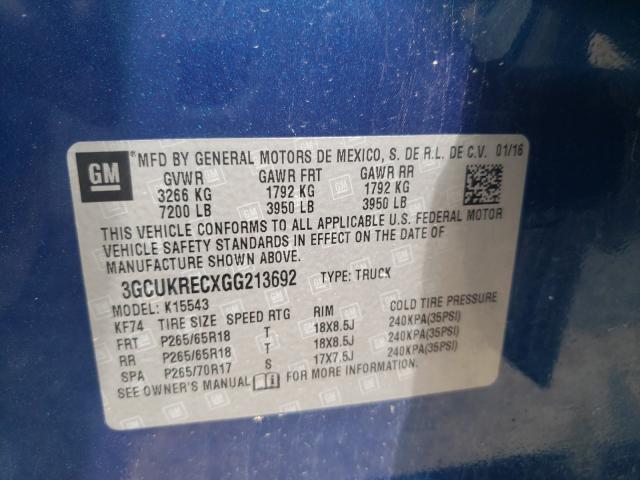 GM ®MFD BY GENERAL MOTORS DE MEXICO, S. DE R.L. DE C.V. 01/16
GVWR GAWR FRT GAWR RR
3266 KG 1792 KG 1792 KG
7200 LB 3950 LB 3950 LB
THIS VEHICLE CONFORMS TO ALL APPLICABLE U.S. FEDERAL MOTOR
VEHICLE SAFETY STANDARDS IN EFFECT ON THE DATE OF
MANUFACTURE SHOWN ABOVE.
3GCUKRECXGG213692 TYPE: TRUCK
MODEL: K15543
KF74 TIRE SIZE SPEED RTG RIM COLD TIRE PRESSURE
FRT P265/65R18 T 18X8.5J 240KPA(35PSI)
RR P265/65R18 T 18X8.5J 240KPA(35PSI)
SPA P265/70R17 S 17X7.5J 240KPA(35PSI)
SEE OWNER'S MANUAL FOR MORE INFORMATION.